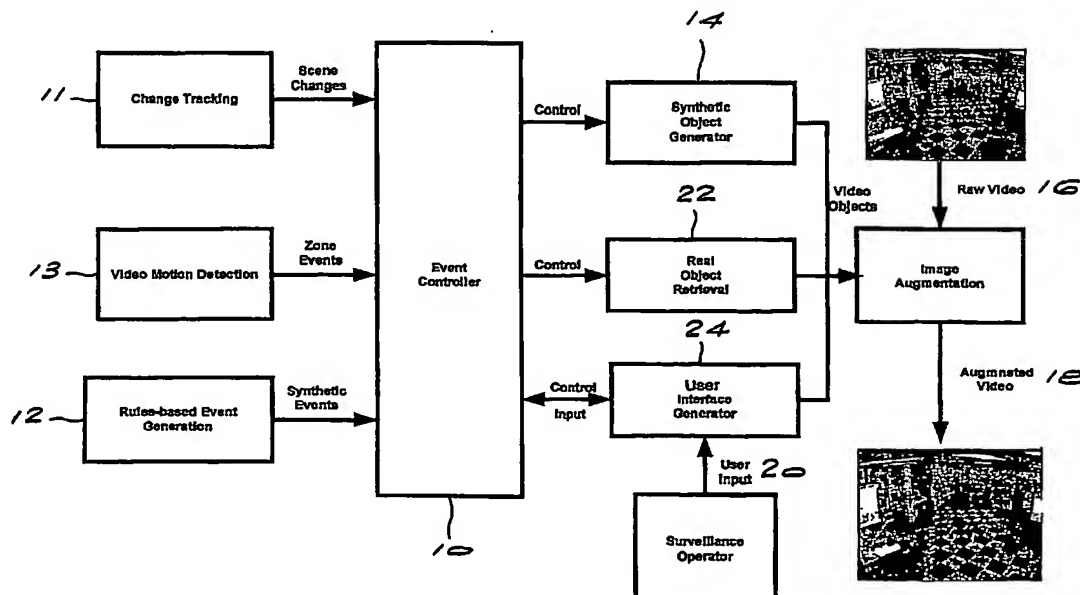 14
11
Change Tracking
Scene
Changes
Control
Synthetic
Object
Generator
Video
Objects
Raw Video 16
22
13
Video Motion Detection
Zone
Events
Event
Controller
Control
Real
Object
Retrieval
Image
Augmentation
24
12
Rules-based Event
Generation
Synthetic
Events
Control
Input
User
Interface
Generator
Augmnated
Video 18
User
Input 20
10
Surveillance
Operator